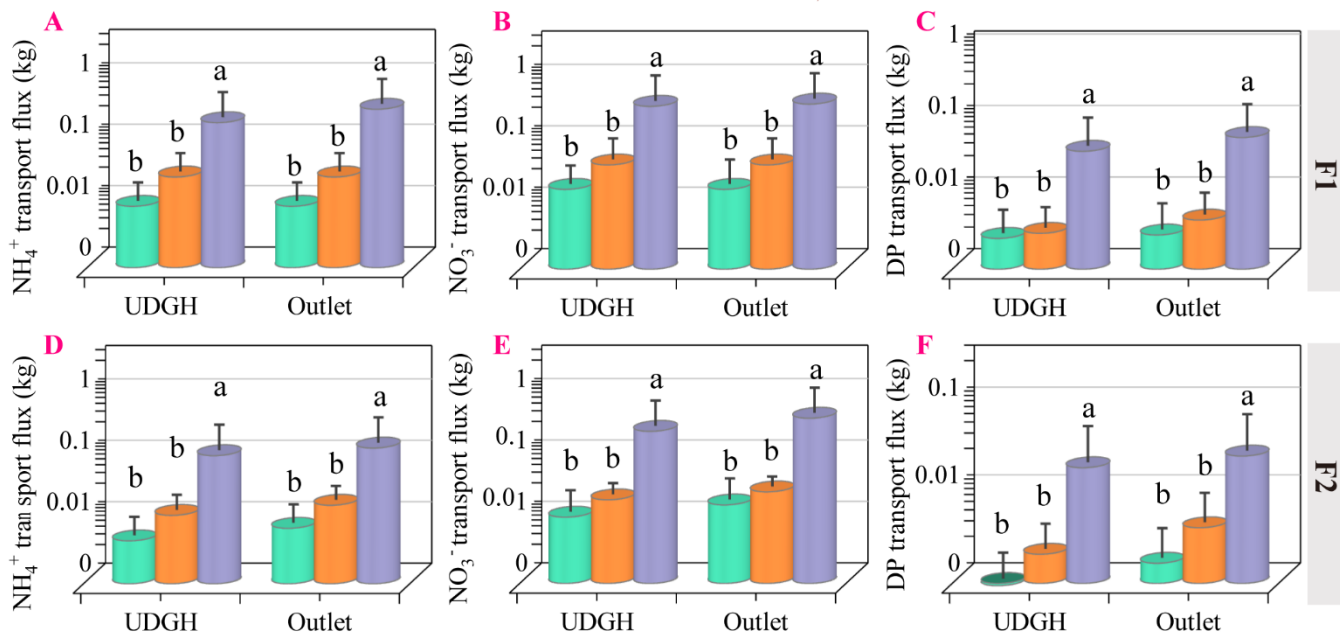 A
NH₄⁺ transport flux (kg)
1
0.1
0.01
0
b
b
a
b
b
a
UDGH
Outlet
B
NO₃⁻ transport flux (kg)
1
0.1
0.01
0
b
b
a
b
b
a
UDGH
Outlet
C
DP transport flux (kg)
1
0.1
0.01
0
b
b
a
b
b
a
UDGH
Outlet
F1
D
NH₄⁺ tran sport flux (kg)
1
0.1
0.01
0
b
b
a
b
b
a
UDGH
Outlet
E
NO₃⁻ transport flux (kg)
1
0.1
0.01
0
b
b
a
b
b
a
UDGH
Outlet
F
DP transport flux (kg)
0.1
0.01
0
b
b
a
b
b
a
UDGH
Outlet
F2